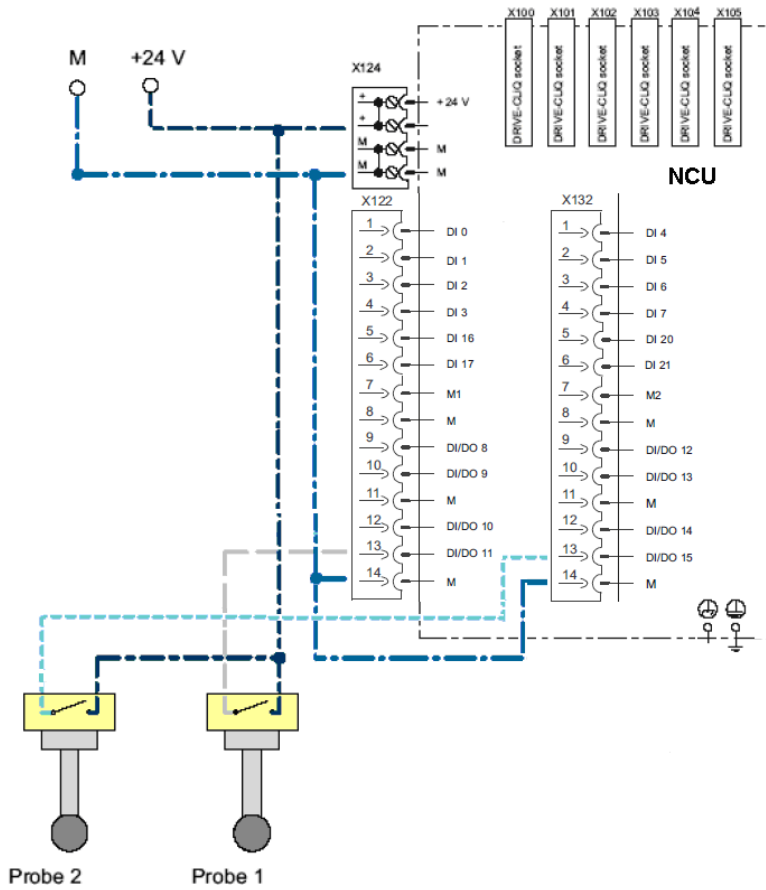 X100 X101 X102 X103 X104 X105
DRIVE-CLiQ socket
DRIVE-CLiQ socket
DRIVE-CLiQ socket
DRIVE-CLiQ socket
DRIVE-CLiQ socket
DRIVE-CLiQ socket
M +24 V
X124
+ +24 V
+
M M
M M
NCU
X122
1 DI 0
2 DI 1
3 DI 2
4 DI 3
5 DI 16
6 DI 17
7 M1
8 M
9 DI/DO 8
10 DI/DO 9
11 M
12 DI/DO 10
13 DI/DO 11
14 M
X132
1 DI 4
2 DI 5
3 DI 6
4 DI 7
5 DI 20
6 DI 21
7 M2
8 M
9 DI/DO 12
10 DI/DO 13
11 M
12 DI/DO 14
13 DI/DO 15
14 M
Probe 2 Probe 1